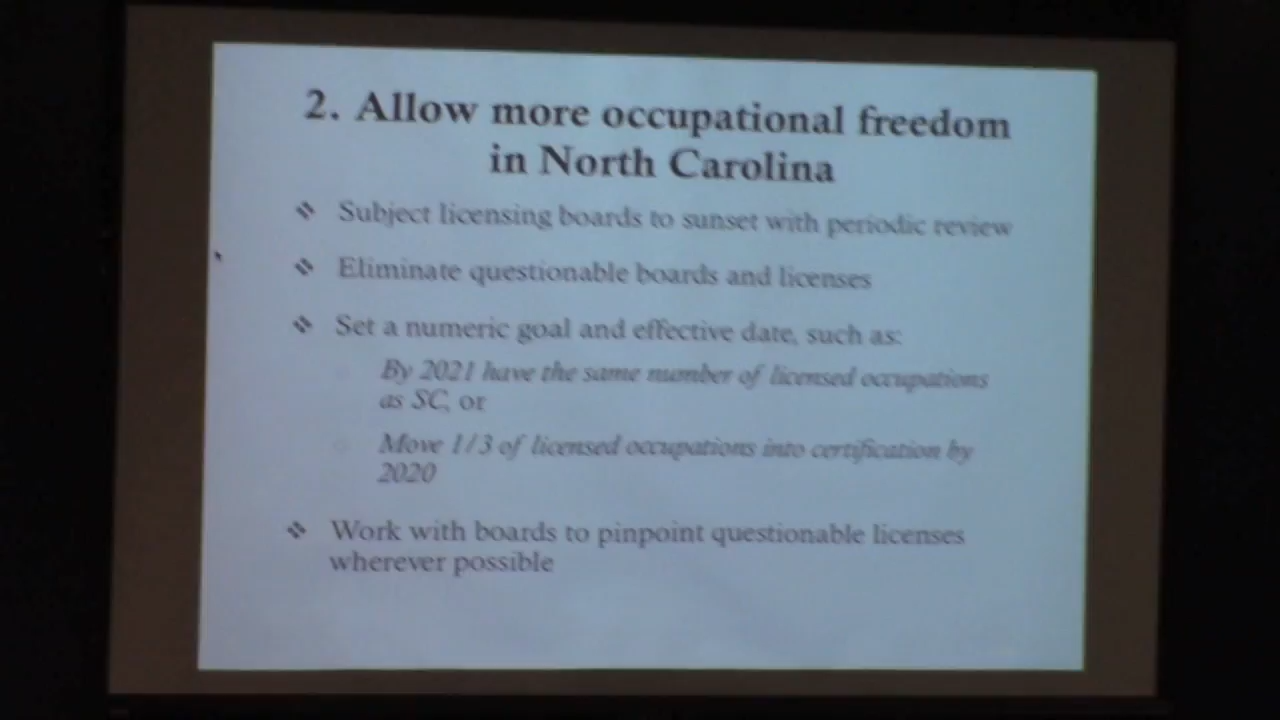 2. Allow more occupational freedom
in North Carolina
Subject licensing boards to sunset with periodic review
Eliminate questionable boards and licenses
Set a numeric goal and effective date, such as:
By 2021 have the same number of licensed occupations
as SC, or
Move 1/3 of licensed occupations into certification by
2020
Work with boards to pinpoint questionable licenses
wherever possible